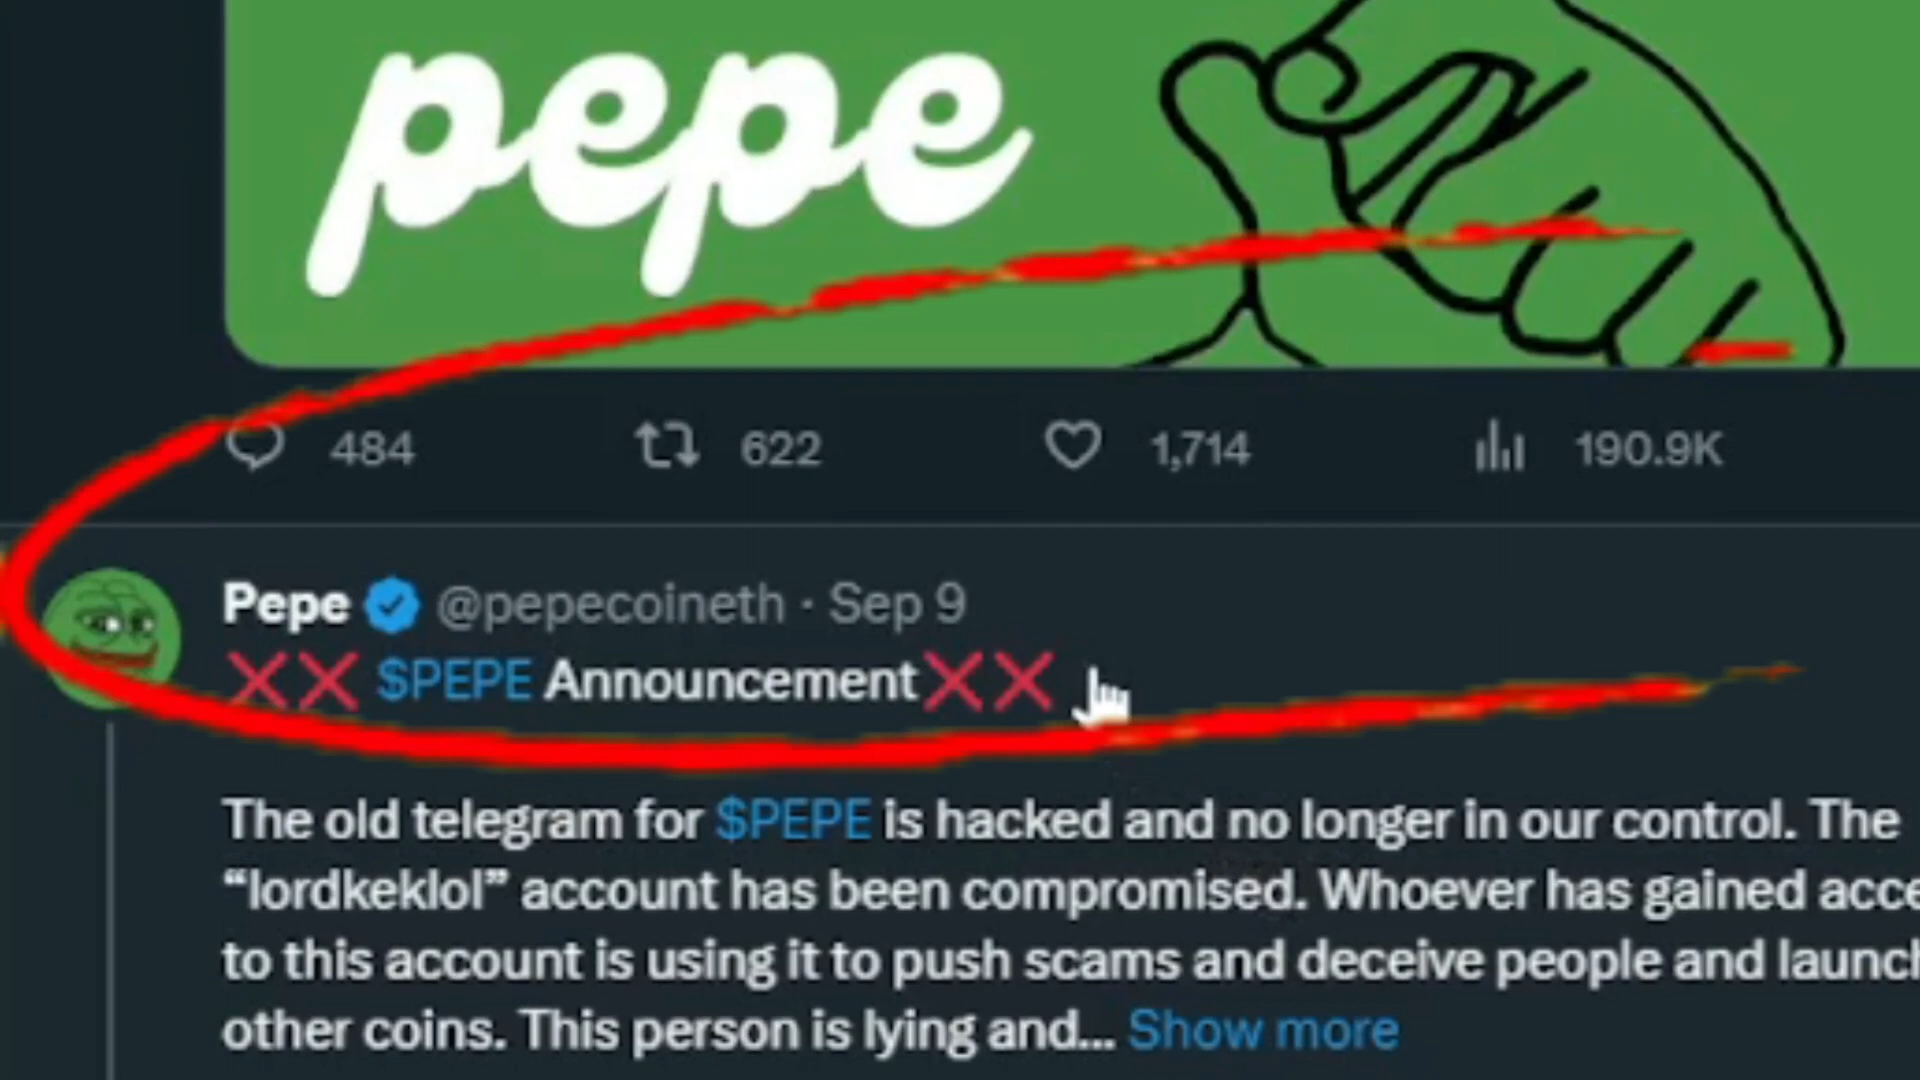 pepe
484 622 1,714 190.9K
Pepe @pepecoineth · Sep 9
❌❌ $PEPE Announcement❌❌
The old telegram for $PEPE is hacked and no longer in our control. The
“lordkeklol” account has been compromised. Whoever has gained acce
to this account is using it to push scams and deceive people and launch
other coins. This person is lying and... Show more